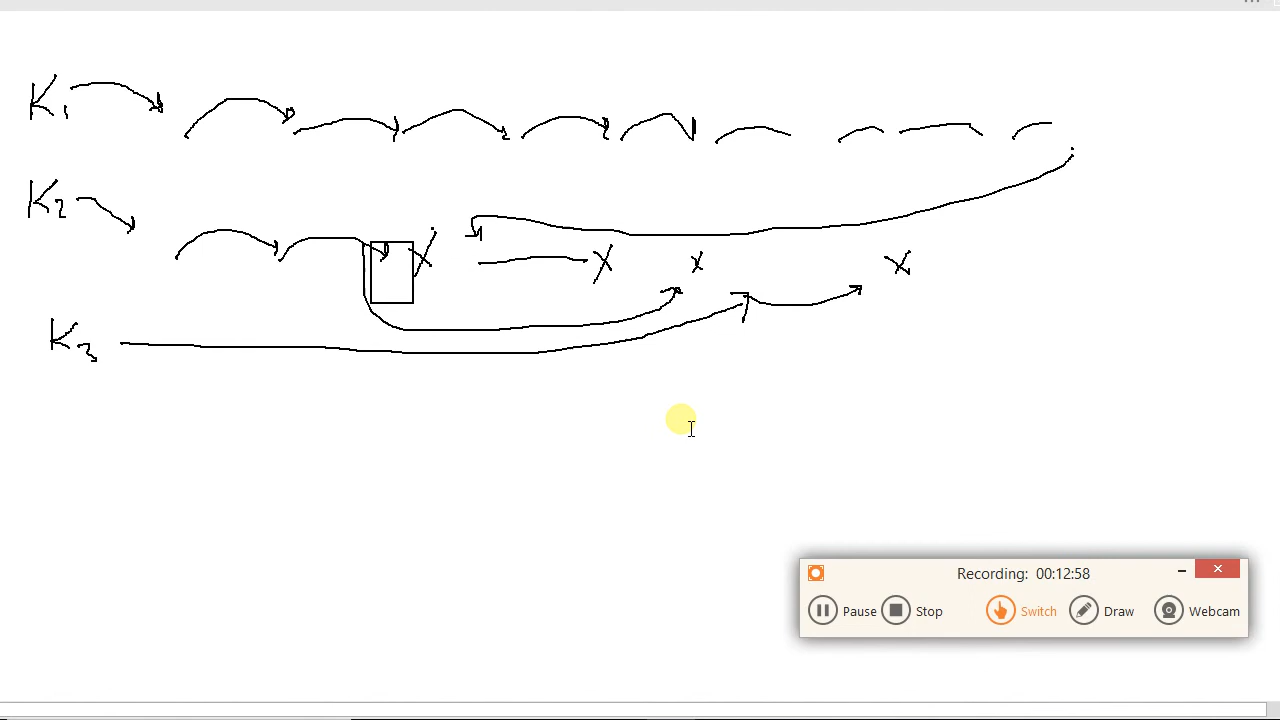 K1
K2 X X X X
K3
Recording: 00:12:58
Pause Stop Switch Draw Webcam